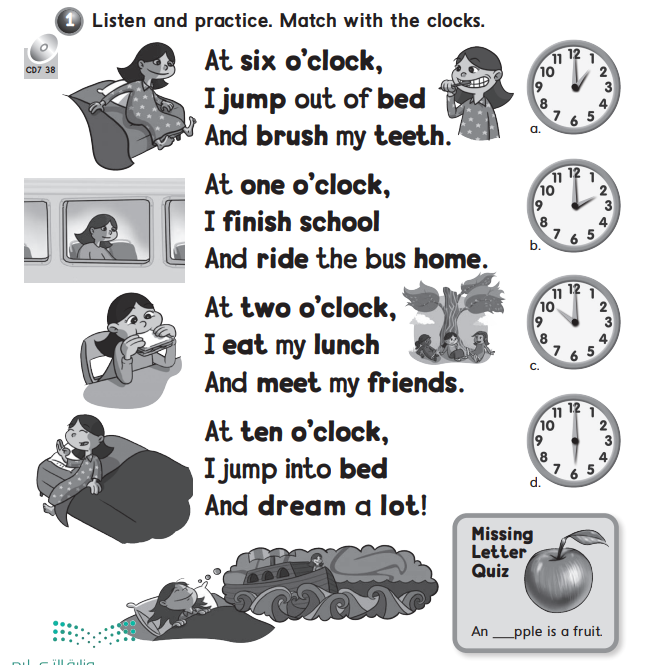 1 Listen and practice. Match with the clocks.
CD7 38
At six o'clock,
I jump out of bed
And brush my teeth.
At one o'clock,
I finish school
And ride the bus home.
At two o'clock,
I eat my lunch
And meet my friends.
At ten o'clock,
I jump into bed
And dream a lot!
12 1 2 3 4 5 6 7 8 9 10 11
a.
12 1 2 3 4 5 6 7 8 9 10 11
b.
12 1 2 3 4 5 6 7 8 9 10 11
c.
12 1 2 3 4 5 6 7 8 9 10 11
d.
Missing
Letter
Quiz
An ___pple is a fruit.